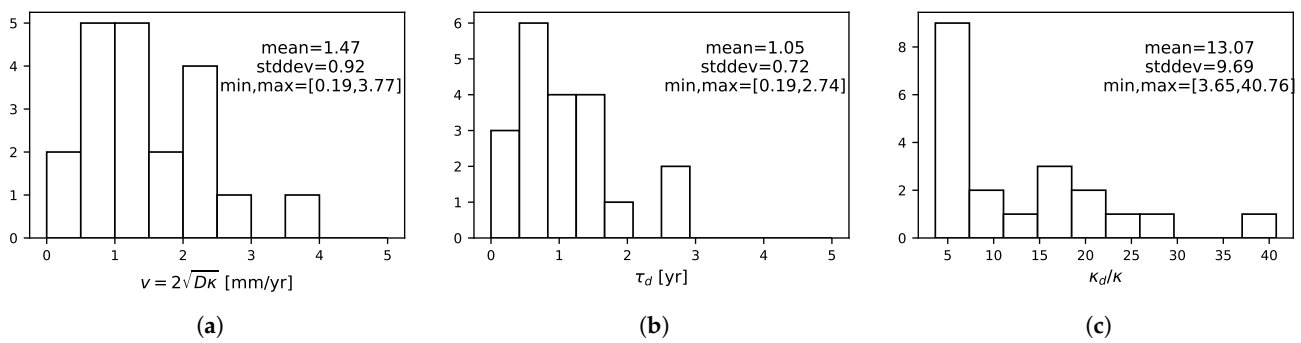 5
4
3
2
1
0
mean=1.47
stddev=0.92
min,max=[0.19,3.77]
0 1 2 3 4 5
v = 2√Dκ [mm/yr]
(a)
6
5
4
3
2
1
0
mean=1.05
stddev=0.72
min,max=[0.19,2.74]
0 1 2 3 4 5
τ_d [yr]
(b)
8
6
4
2
0
mean=13.07
stddev=9.69
min,max=[3.65,40.76]
5 10 15 20 25 30 35 40
κ_d/κ
(c)